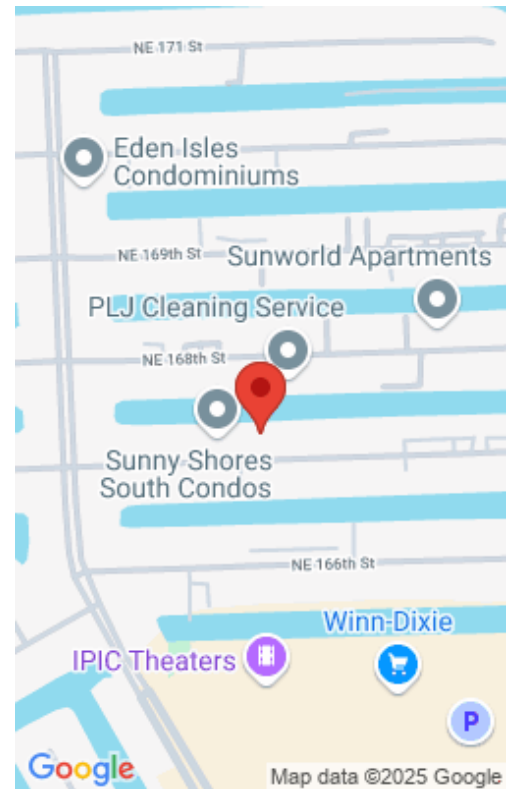 NE 171 St
Eden Isles
Condominiums
NE 169th St
Sunworld Apartments
PLJ Cleaning Service
NE 168th St
Sunny Shores
South Condos
NE 166th St
Winn-Dixie
IPIC Theaters
P
Google
Map data ©2025 Google